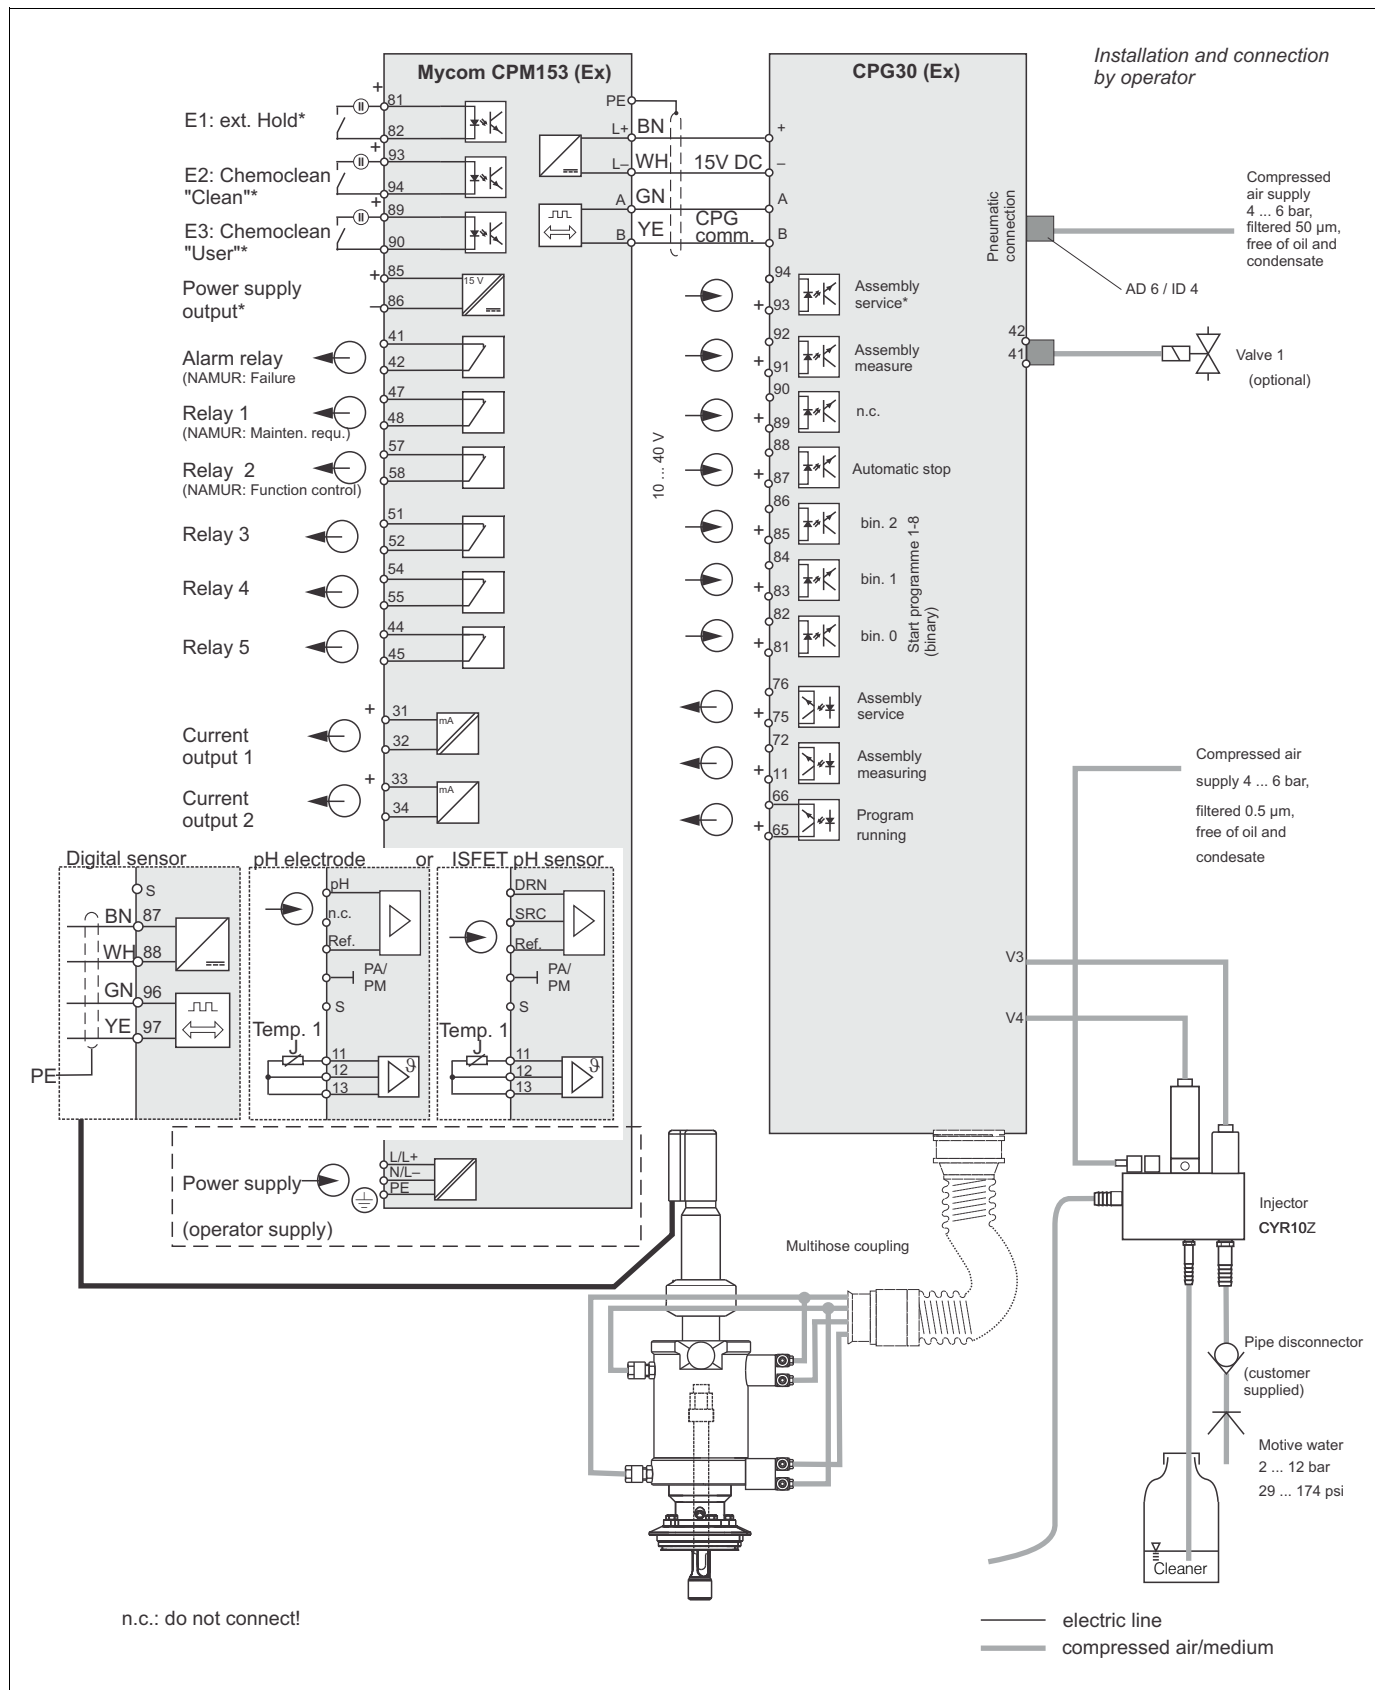 Installation and connection
by operator
Mycom CPM153 (Ex)
CPG30 (Ex)
E1: ext. Hold*
+
81
82
E2: Chemoclean
"Clean"*
+
93
94
E3: Chemoclean
"User"*
+
89
90
Power supply
output*
+
85
–
86
15 V
Alarm relay
(NAMUR: Failure
41
42
Relay 1
(NAMUR: Mainten. requ.)
47
48
Relay 2
(NAMUR: Function control)
57
58
Relay 3
51
52
Relay 4
54
55
Relay 5
44
45
Current
output 1
+
31
32
mA
Current
output 2
+
33
34
mA
PE
L+
BN
+
L–
WH
15V DC
–
A
GN
A
B
YE
CPG
comm.
B
10 ... 40 V
94
+
93
Assembly
service*
92
+
91
Assembly
measure
90
+
89
n.c.
88
+
87
Automatic stop
86
+
85
bin. 2
84
+
83
bin. 1
82
+
81
bin. 0
Start programme 1-8
(binary)
76
+
75
Assembly
service
72
+
11
Assembly
measuring
66
+
65
Program
running
Pneumatic
connection
Compressed
air supply
4 ... 6 bar,
filtered 50 µm,
free of oil and
condensate
AD 6 / ID 4
42
41
Valve 1
(optional)
Compressed air
supply 4 ... 6 bar,
filtered 0.5 µm,
free of oil and
condesate
V3
V4
Digital sensor
S
BN
87
WH
88
GN
96
YE
97
PE
pH electrode
or
ISFET pH sensor
pH
n.c.
Ref.
PA/
PM
S
Temp. 1
11
12
13
ϑ
DRN
SRC
Ref.
PA/
PM
S
Temp. 1
11
12
13
ϑ
Power supply
(operator supply)
L/L+
N/L–
PE
Multihose coupling
Injector
CYR10Z
Pipe disconnector
(customer
supplied)
Motive water
2 ... 12 bar
29 ... 174 psi
Cleaner
n.c.: do not connect!
electric line
compressed air/medium